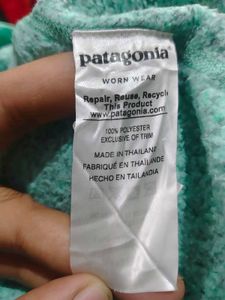 patagonia®
WORN WEAR
Repair, Reuse, Recycle
This Product
www.patagonia.com
100% POLYESTER
EXCLUSIVE OF TRIM
MADE IN THAILAND
FABRIQUÉ EN THAÏLANDE
HECHO EN TAILANDIA